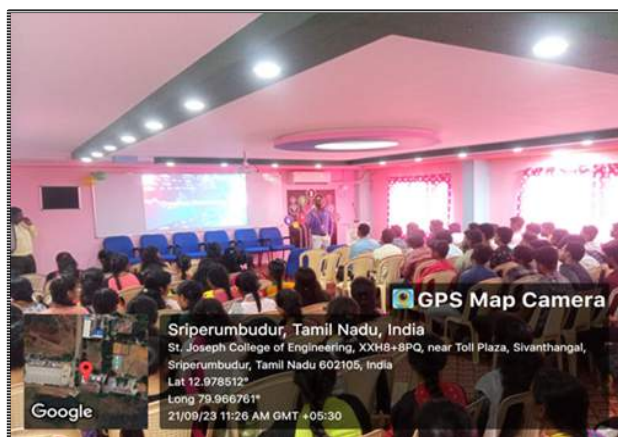 GPS Map Camera
Sriperumbudur, Tamil Nadu, India
St. Joseph College of Engineering, XXH8+8PQ, near Toll Plaza, Sivanthangal,
Sriperumbudur, Tamil Nadu 602105, India
Lat 12.978512°
Long 79.966761°
21/09/23 11:26 AM GMT +05:30
Google